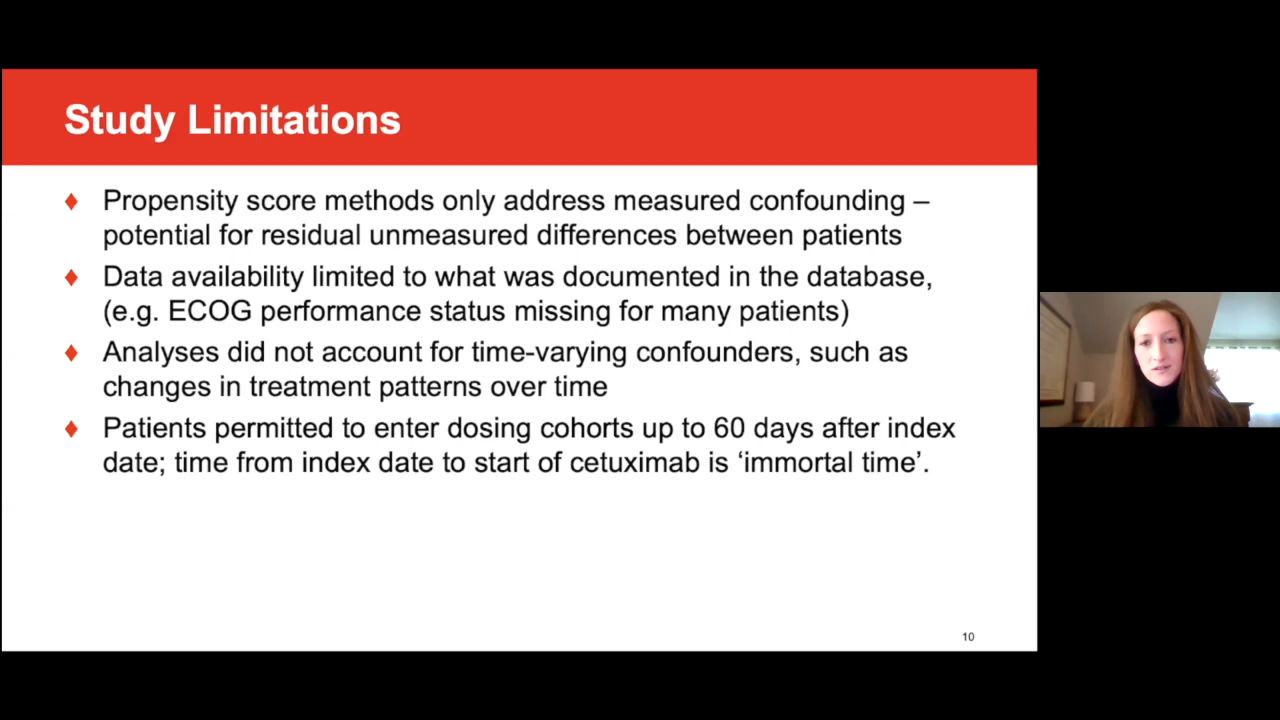 Study Limitations
♦ Propensity score methods only address measured confounding –
potential for residual unmeasured differences between patients
♦ Data availability limited to what was documented in the database,
(e.g. ECOG performance status missing for many patients)
♦ Analyses did not account for time-varying confounders, such as
changes in treatment patterns over time
♦ Patients permitted to enter dosing cohorts up to 60 days after index
date; time from index date to start of cetuximab is ‘immortal time’.
10